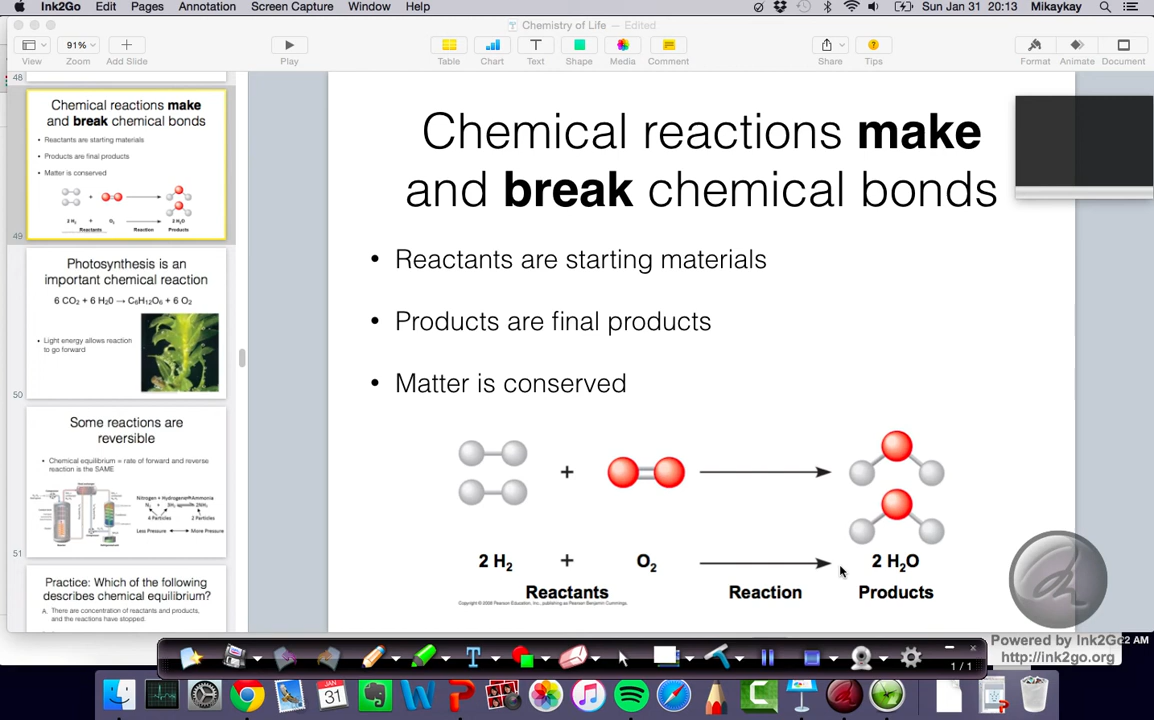 Ink2Go Edit Pages Annotation Screen Capture Window Help Sun Jan 31 20:13 Mikaykay
Chemistry of Life — Edited
91%
View Zoom Add Slide Play Table Chart Text Shape Media Comment Share Tips Format Animate Document
48
Chemical reactions make
and break chemical bonds
• Reactants are starting materials
• Products are final products
• Matter is conserved
2 H₂ + O₂ 2 H₂O
Reactants Reaction Products
49
Photosynthesis is an
important chemical reaction
6 CO₂ + 6 H₂0 → C₆H₁₂O₆ + 6 O₂
• Light energy allows reaction
to go forward
50
Some reactions are
reversible
• Chemical equilibrium = rate of forward and reverse
reaction is the SAME
Nitrogen + Hydrogen⇌Ammonia
N₂ + 3H₂ ⇌ 2NH₃
4 Particles 2 Particles
Less Pressure More Pressure
51
Practice: Which of the following
describes chemical equilibrium?
A. There are concentration of reactants and products,
and the reactions have stopped.
Chemical reactions make
and break chemical bonds
• Reactants are starting materials
• Products are final products
• Matter is conserved
+
2 H₂ + O₂ 2 H₂O
Reactants Reaction Products
Copyright © 2008 Pearson Education, Inc., publishing as Pearson Benjamin Cummings.
Powered by Ink2Go
2 AM
http://ink2go.org
1 / 1
JAN
31